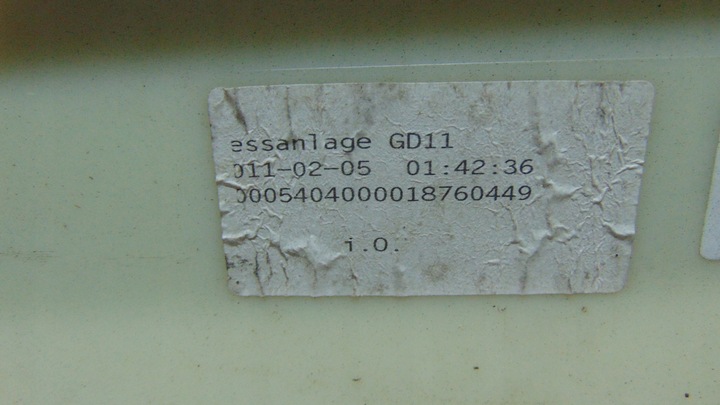 essanlage GD11
011-02-05 01:42:36
0005404000018760449
i.O.